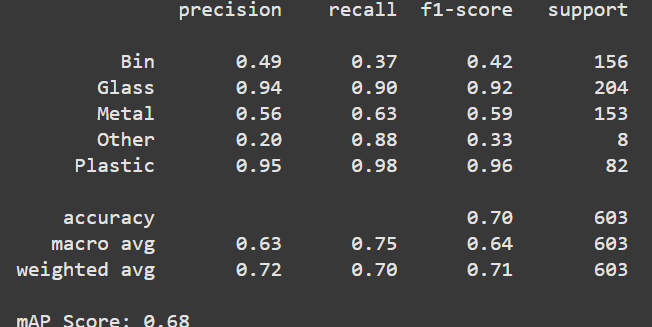 precision recall f1-score support
Bin 0.49 0.37 0.42 156
Glass 0.94 0.90 0.92 204
Metal 0.56 0.63 0.59 153
Other 0.20 0.88 0.33 8
Plastic 0.95 0.98 0.96 82
accuracy 0.70 603
macro avg 0.63 0.75 0.64 603
weighted avg 0.72 0.70 0.71 603
mAP Score: 0.68